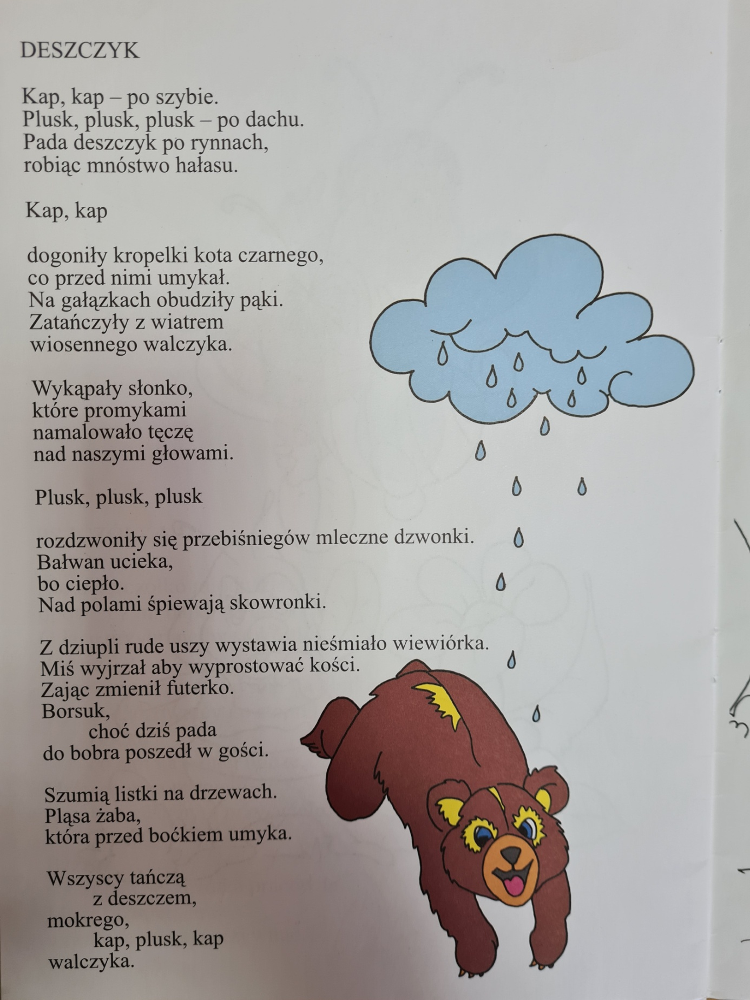 DESZCZYK
Kap, kap – po szybie.
Plusk, plusk, plusk – po dachu.
Pada deszczyk po rynnach,
robiąc mnóstwo hałasu.
Kap, kap
dogoniły kropelki kota czarnego,
co przed nimi umykał.
Na gałązkach obudziły pąki.
Zatańczyły z wiatrem
wiosennego walczyka.
Wykąpały słonko,
które promykami
namalowało tęczę
nad naszymi głowami.
Plusk, plusk, plusk
rozdzwoniły się przebiśniegów mleczne dzwonki.
Bałwan ucieka,
bo ciepło.
Nad polami śpiewają skowronki.
Z dziupli rude uszy wystawia nieśmiało wiewiórka.
Miś wyjrzał aby wyprostować kości.
Zając zmienił futerko.
Borsuk,
choć dziś pada
do bobra poszedł w gości.
Szumią listki na drzewach.
Pląsa żaba,
która przed boćkiem umyka.
Wszyscy tańczą
z deszczem,
mokrego,
kap, plusk, kap
walczyka.